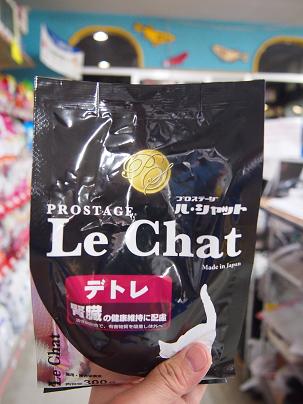 プロステージ
PROSTAGE ル・シャット
Le Chat
Made in Japan
デトレ
腎臓の健康維持に配慮
Le Chat